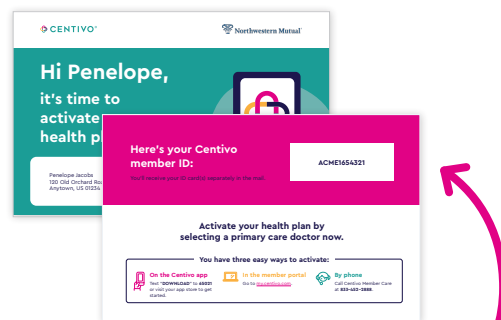 CENTIVO
Northwestern Mutual
Hi Penelope,
it's time to
activate
health pl
Penelope Jacobs
120 Old Orchard Roa
Anytown, US 01234
Here's your Centivo
member ID:
You'll receive your ID card(s) separately in the mail.
ACME1654321
Activate your health plan by
selecting a primary care doctor now.
You have three easy ways to activate:
On the Centivo app
Text "DOWNLOAD" to 65021
or visit your app store to get
started.
In the member portal
Go to my.centivo.com.
By phone
Call Centivo Member Care
at 833-452-2888.